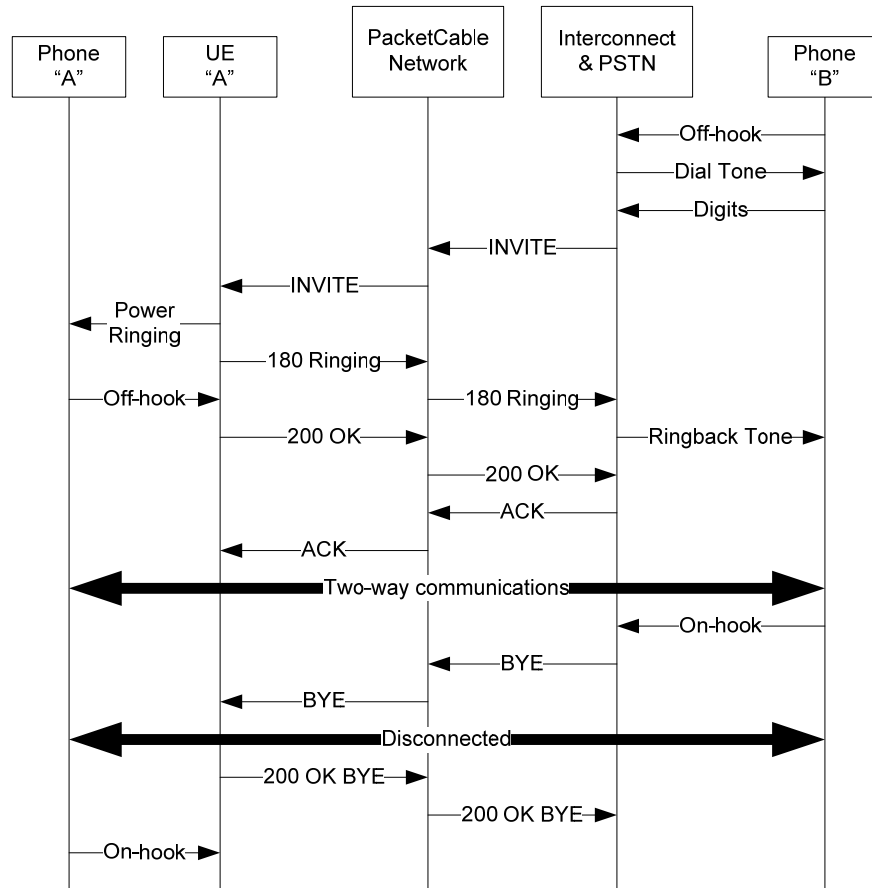 Phone
“A”
UE
“A”
PacketCable
Network
Interconnect
& PSTN
Phone
“B”
Off-hook
Dial Tone
Digits
INVITE
INVITE
Power
Ringing
180 Ringing
Off-hook
180 Ringing
200 OK
Ringback Tone
200 OK
ACK
ACK
Two-way communications
On-hook
BYE
BYE
Disconnected
200 OK BYE
200 OK BYE
On-hook